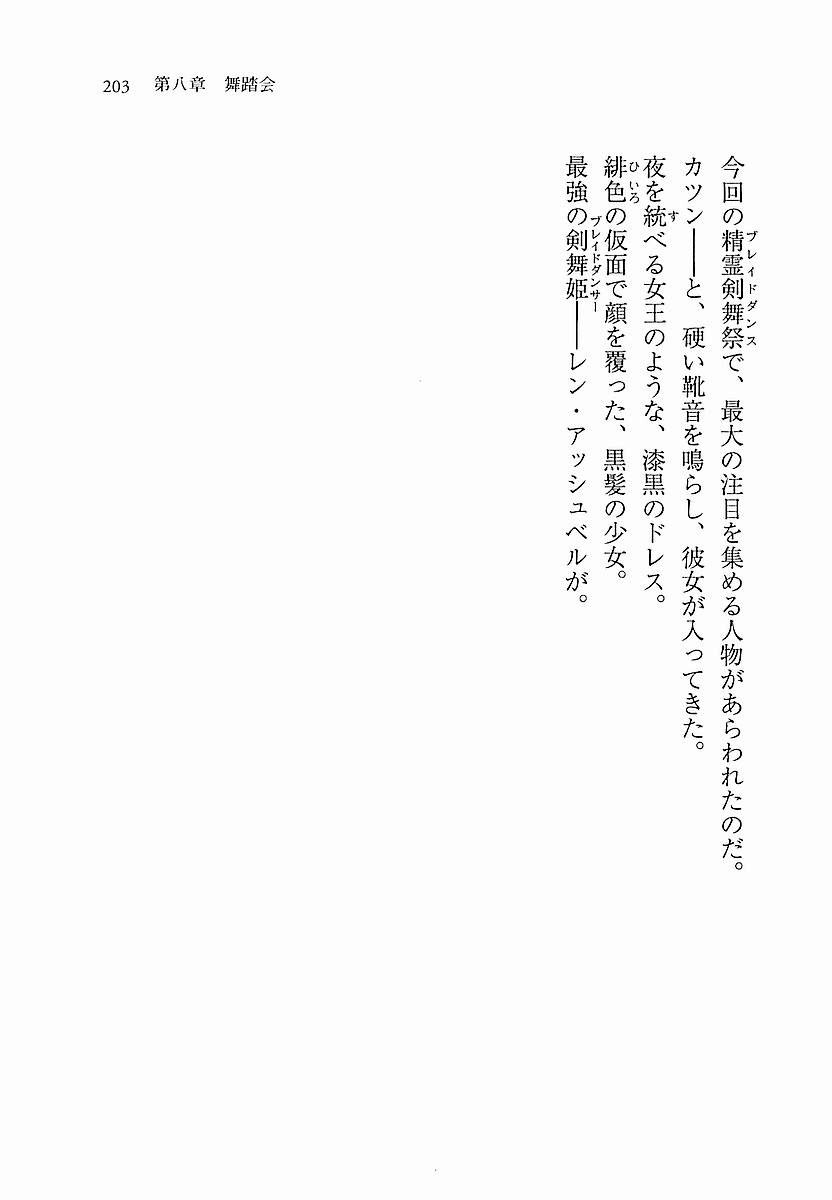 203 第八章 舞踏会
今回の精霊剣舞祭で、最大の注目を集める人物があらわれたのだ。
ブレイドダンス
カツン――と、硬い靴音を鳴らし、彼女が入ってきた。
夜を統べる女王のような、漆黒のドレス。
す
緋色の仮面で顔を覆った、黒髪の少女。
ひいろ
最強の剣舞姫――レン・アッシュベルが。
ブレイドダンサー